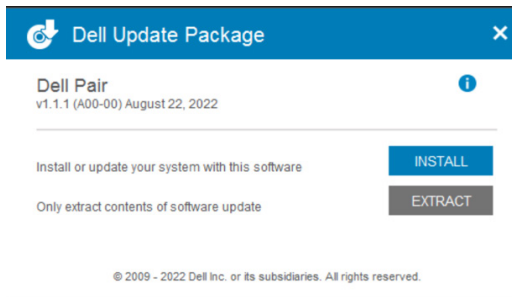 Dell Update Package
Dell Pair
v1.1.1 (A00-00) August 22, 2022
Install or update your system with this software
INSTALL
Only extract contents of software update
EXTRACT
© 2009 - 2022 Dell Inc. or its subsidiaries. All rights reserved.